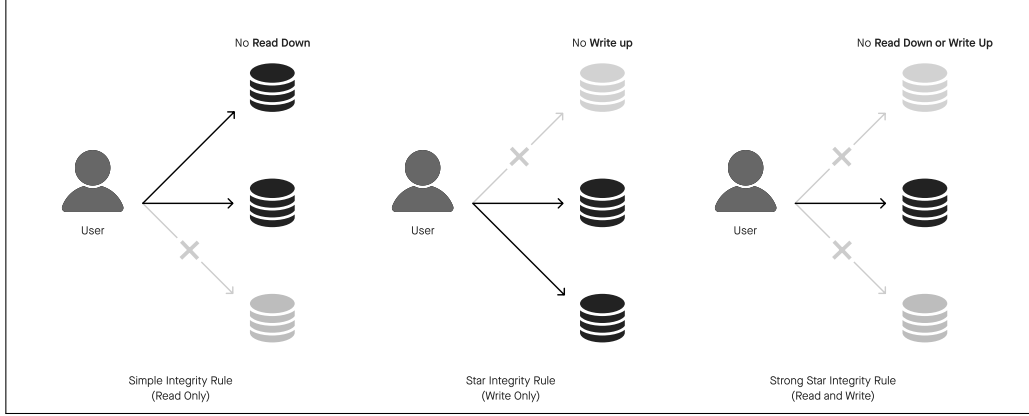 No Read Down
No Write up
No Read Down or Write Up
User
User
User
Simple Integrity Rule
(Read Only)
Star Integrity Rule
(Write Only)
Strong Star Integrity Rule
(Read and Write)